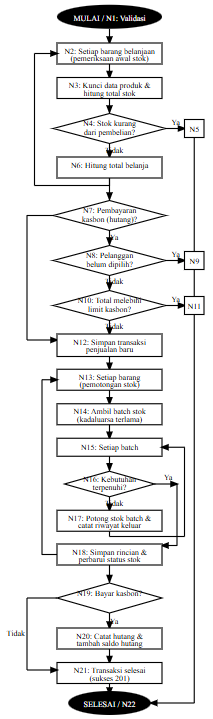 MULAI / N1: Validasi
N2: Setiap barang belanjaan
(pemeriksaan awal stok)
N3: Kunci data produk &
hitung total stok
N4: Stok kurang
dari pembelian?
Ya
N5
Tidak
N6: Hitung total belanja
N7: Pembayaran
kasbon (hutang)?
Ya
N8: Pelanggan
belum dipilih?
Ya
N9
Tidak
N10: Total melebihi
limit kasbon?
Ya
N11
Tidak
N12: Simpan transaksi
penjualan baru
N13: Setiap barang
(pemotongan stok)
N14: Ambil batch stok
(kadaluarsa terlama)
N15: Setiap batch
N16: Kebutuhan
terpenuhi?
Ya
Tidak
N17: Potong stok batch &
catat riwayat keluar
N18: Simpan rincian &
perbarui status stok
N19: Bayar kasbon?
Tidak
Ya
N20: Catat hutang &
tambah saldo hutang
N21: Transaksi selesai
(sukses 201)
SELESAI / N22